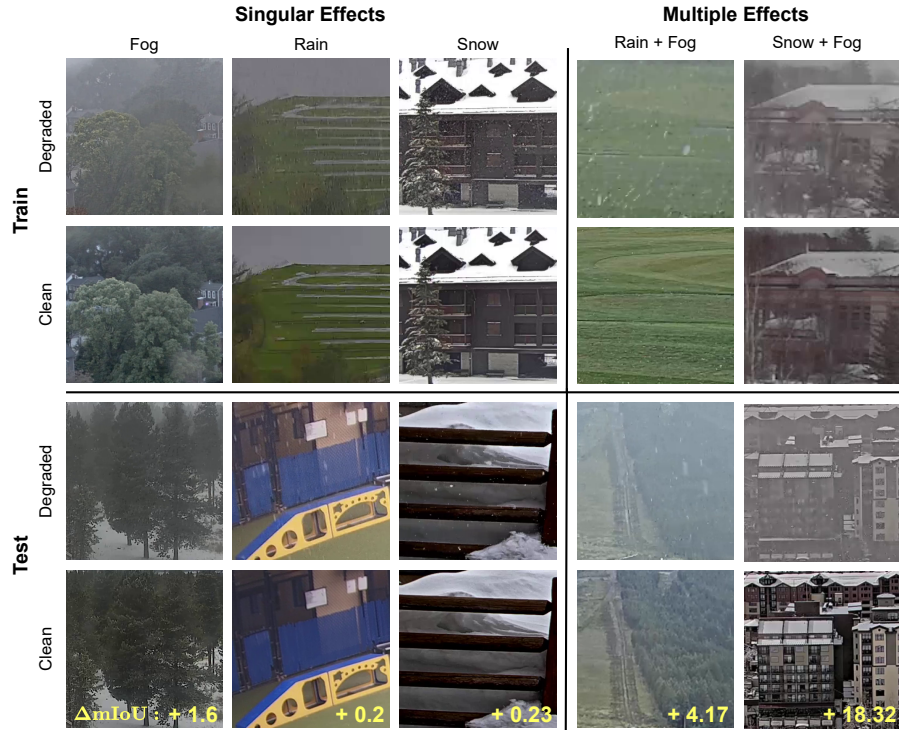 Singular Effects
Multiple Effects
Fog
Rain
Snow
Rain + Fog
Snow + Fog
Train
Degraded
Clean
Test
Degraded
Clean
ΔmIoU : + 1.6
+ 0.2
+ 0.23
+ 4.17
+ 18.32